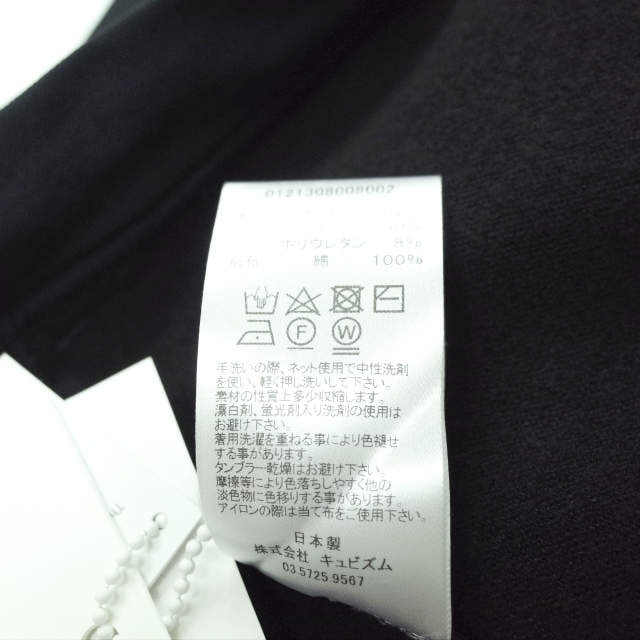 0121308008002
ポリウレタン 8%
別布 綿 100%
F W
手洗いの際、ネット使用で中性洗剤
を使い、軽く押し洗いして下さい。
素材の性質上多少収縮します。
漂白剤、蛍光剤入り洗剤の使用は
お避け下さい。
着用洗濯を重ねる事により色褪せ
する事が有ります。
タンブラー乾燥はお避け下さい。
摩擦等により色落ちしやすく他の
淡色物に色移りする事が有ります。
アイロンの際は当て布をご使用下さい。
日本製
株式会社 キュビズム
03.5725.9567